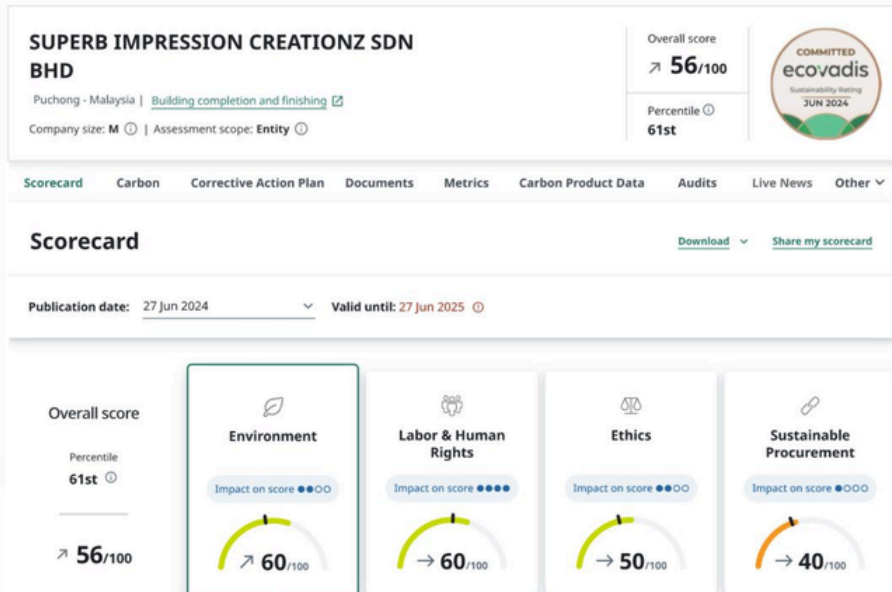 SUPERB IMPRESSION CREATIONZ SDN
BHD
Puchong - Malaysia | Building completion and finishing
Company size: M | Assessment scope: Entity
Overall score
56/100
Percentile
61st
COMMITTED
ecovadis
Sustainability Rating
JUN 2024
Scorecard Carbon Corrective Action Plan Documents Metrics Carbon Product Data Audits Live News Other
Scorecard
Download Share my scorecard
Publication date: 27 Jun 2024 Valid until: 27 Jun 2025
Overall score
Percentile
61st
56/100
Environment
Impact on score
60/100
Labor & Human
Rights
Impact on score
60/100
Ethics
Impact on score
50/100
Sustainable
Procurement
Impact on score
40/100